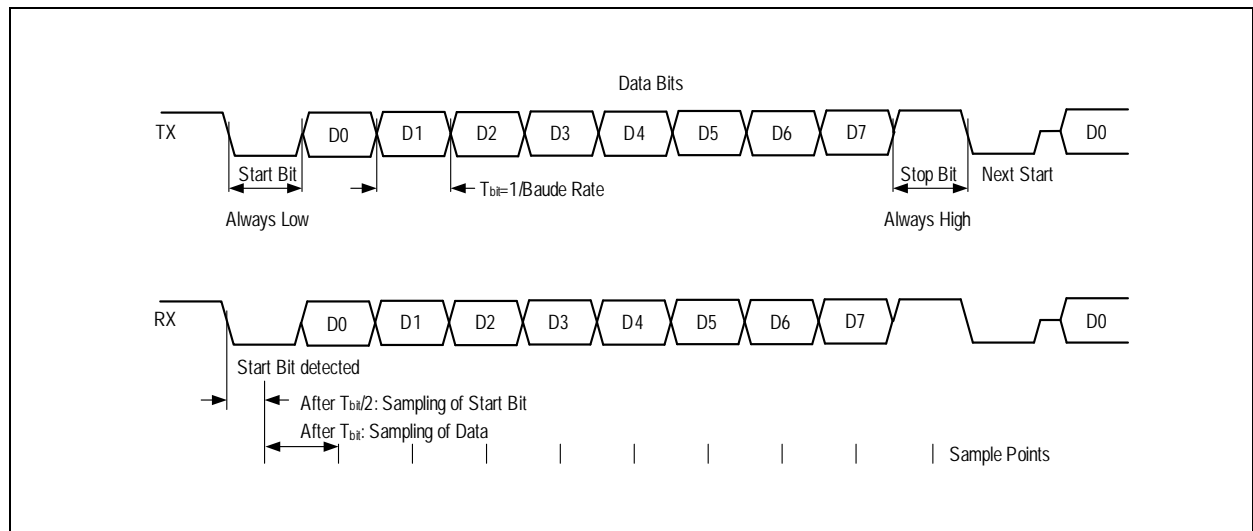 Data Bits
TX D0 D1 D2 D3 D4 D5 D6 D7 D0
Start Bit Stop Bit Next Start
Tbit=1/Baude Rate
Always Low Always High
RX D0 D1 D2 D3 D4 D5 D6 D7 D0
Start Bit detected
After Tbit/2: Sampling of Start Bit
After Tbit: Sampling of Data
Sample Points